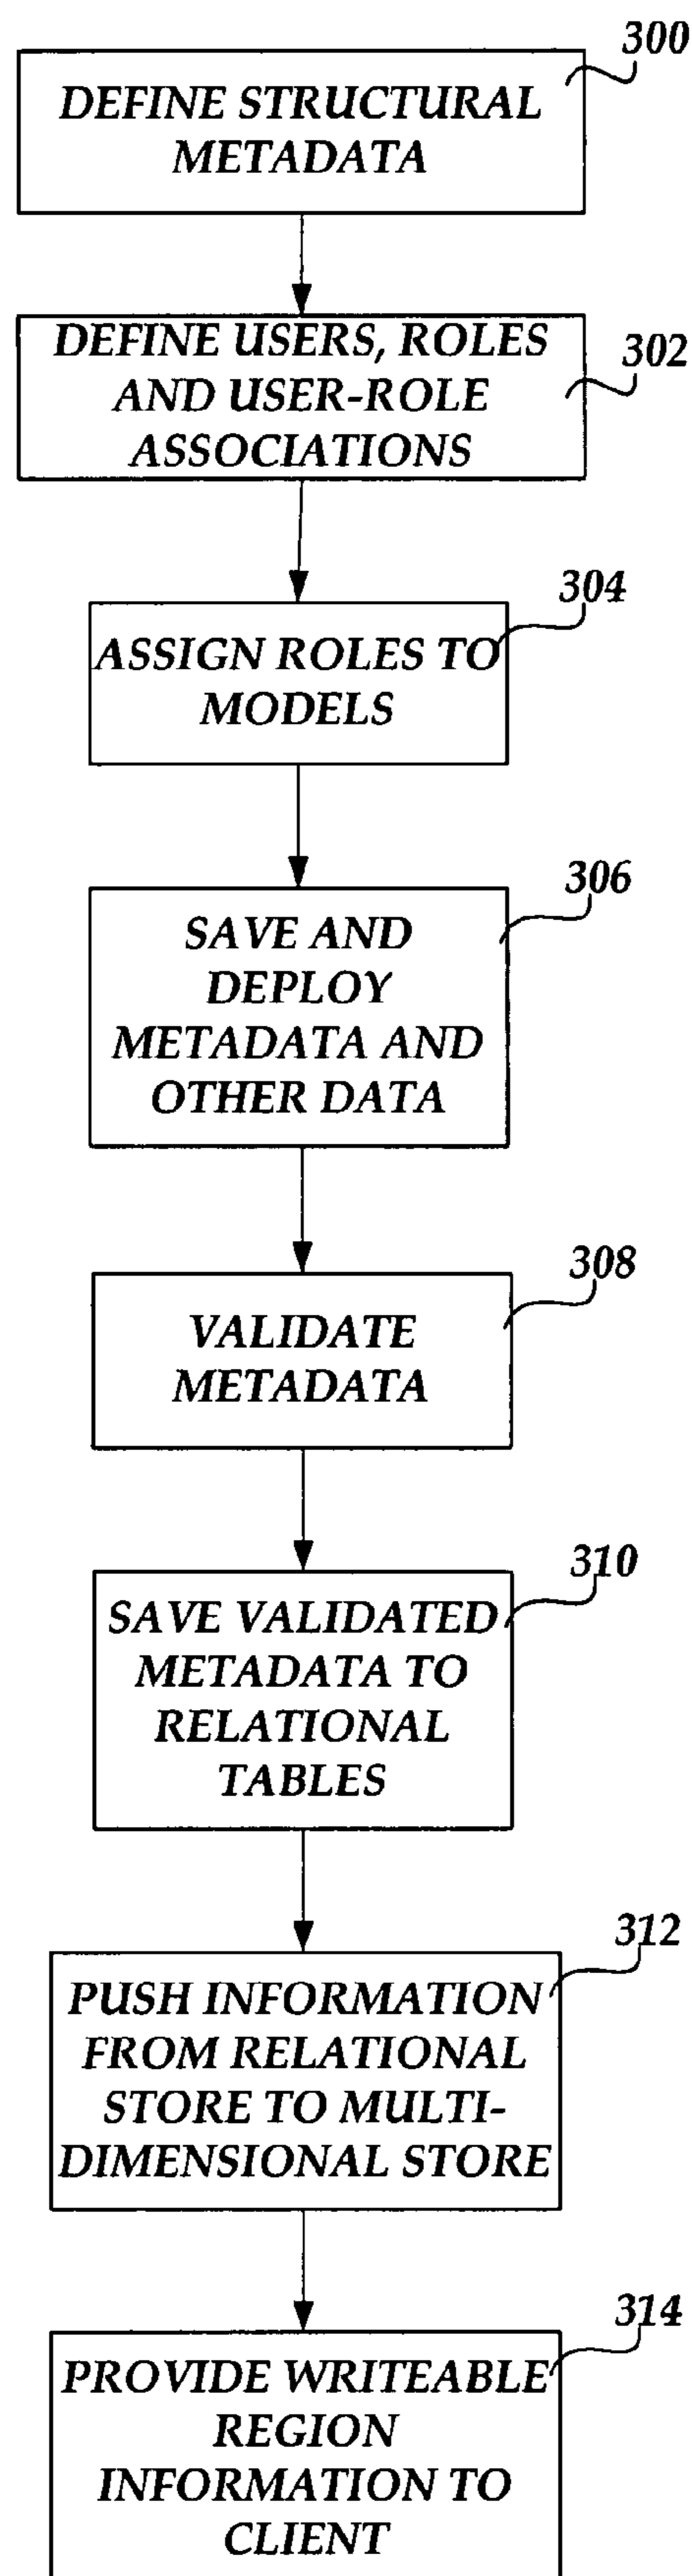 300
DEFINE STRUCTURAL
METADATA
302
DEFINE USERS, ROLES
AND USER-ROLE
ASSOCIATIONS
304
ASSIGN ROLES TO
MODELS
306
SAVE AND
DEPLOY
METADATA AND
OTHER DATA
308
VALIDATE
METADATA
310
SAVE VALIDATED
METADATA TO
RELATIONAL
TABLES
312
PUSH INFORMATION
FROM RELATIONAL
STORE TO MULTI-
DIMENSIONAL STORE
314
PROVIDE WRITEABLE
REGION
INFORMATION TO
CLIENT